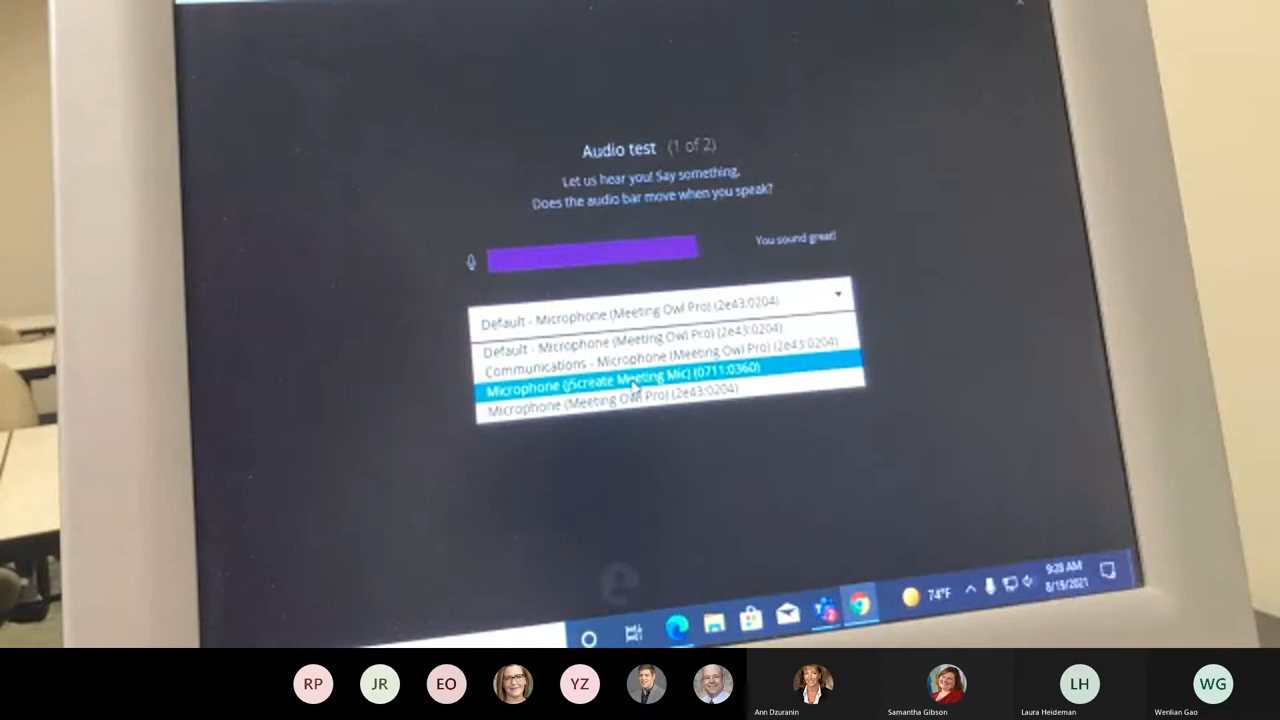 Audio test (1 of 2)
Let us hear you! Say something.
Does the audio bar move when you speak?
You sound great!
Default - Microphone (Meeting Owl Pro) (2e43:0204)
Default - Microphone (Meeting Owl Pro) (2e43:0204)
Communications - Microphone (Meeting Owl Pro) (2e43:0204)
Microphone (j5create Meeting Mic) (0711:0360)
Microphone (Meeting Owl Pro) (2e43:0204)
74°F
9:28 AM
8/19/2021
RP JR EO YZ LH WG
Ann Dzuranin Samantha Gibson Laura Heideman Wenlian Gao